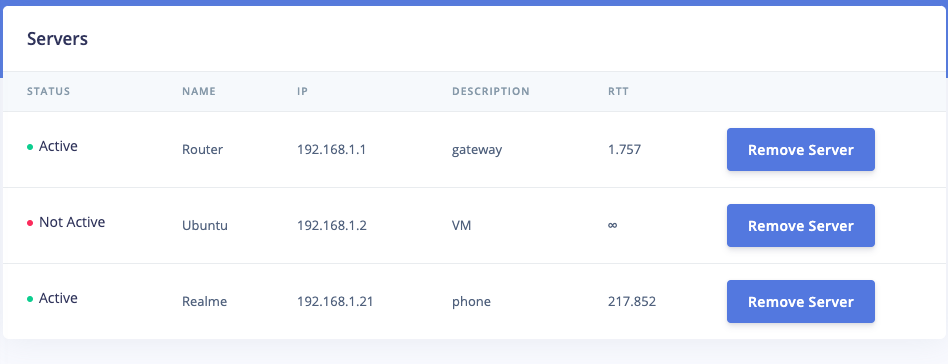 Servers
STATUS NAME IP DESCRIPTION RTT
Active Router 192.168.1.1 gateway 1.757 Remove Server
Not Active Ubuntu 192.168.1.2 VM ∞ Remove Server
Active Realme 192.168.1.21 phone 217.852 Remove Server